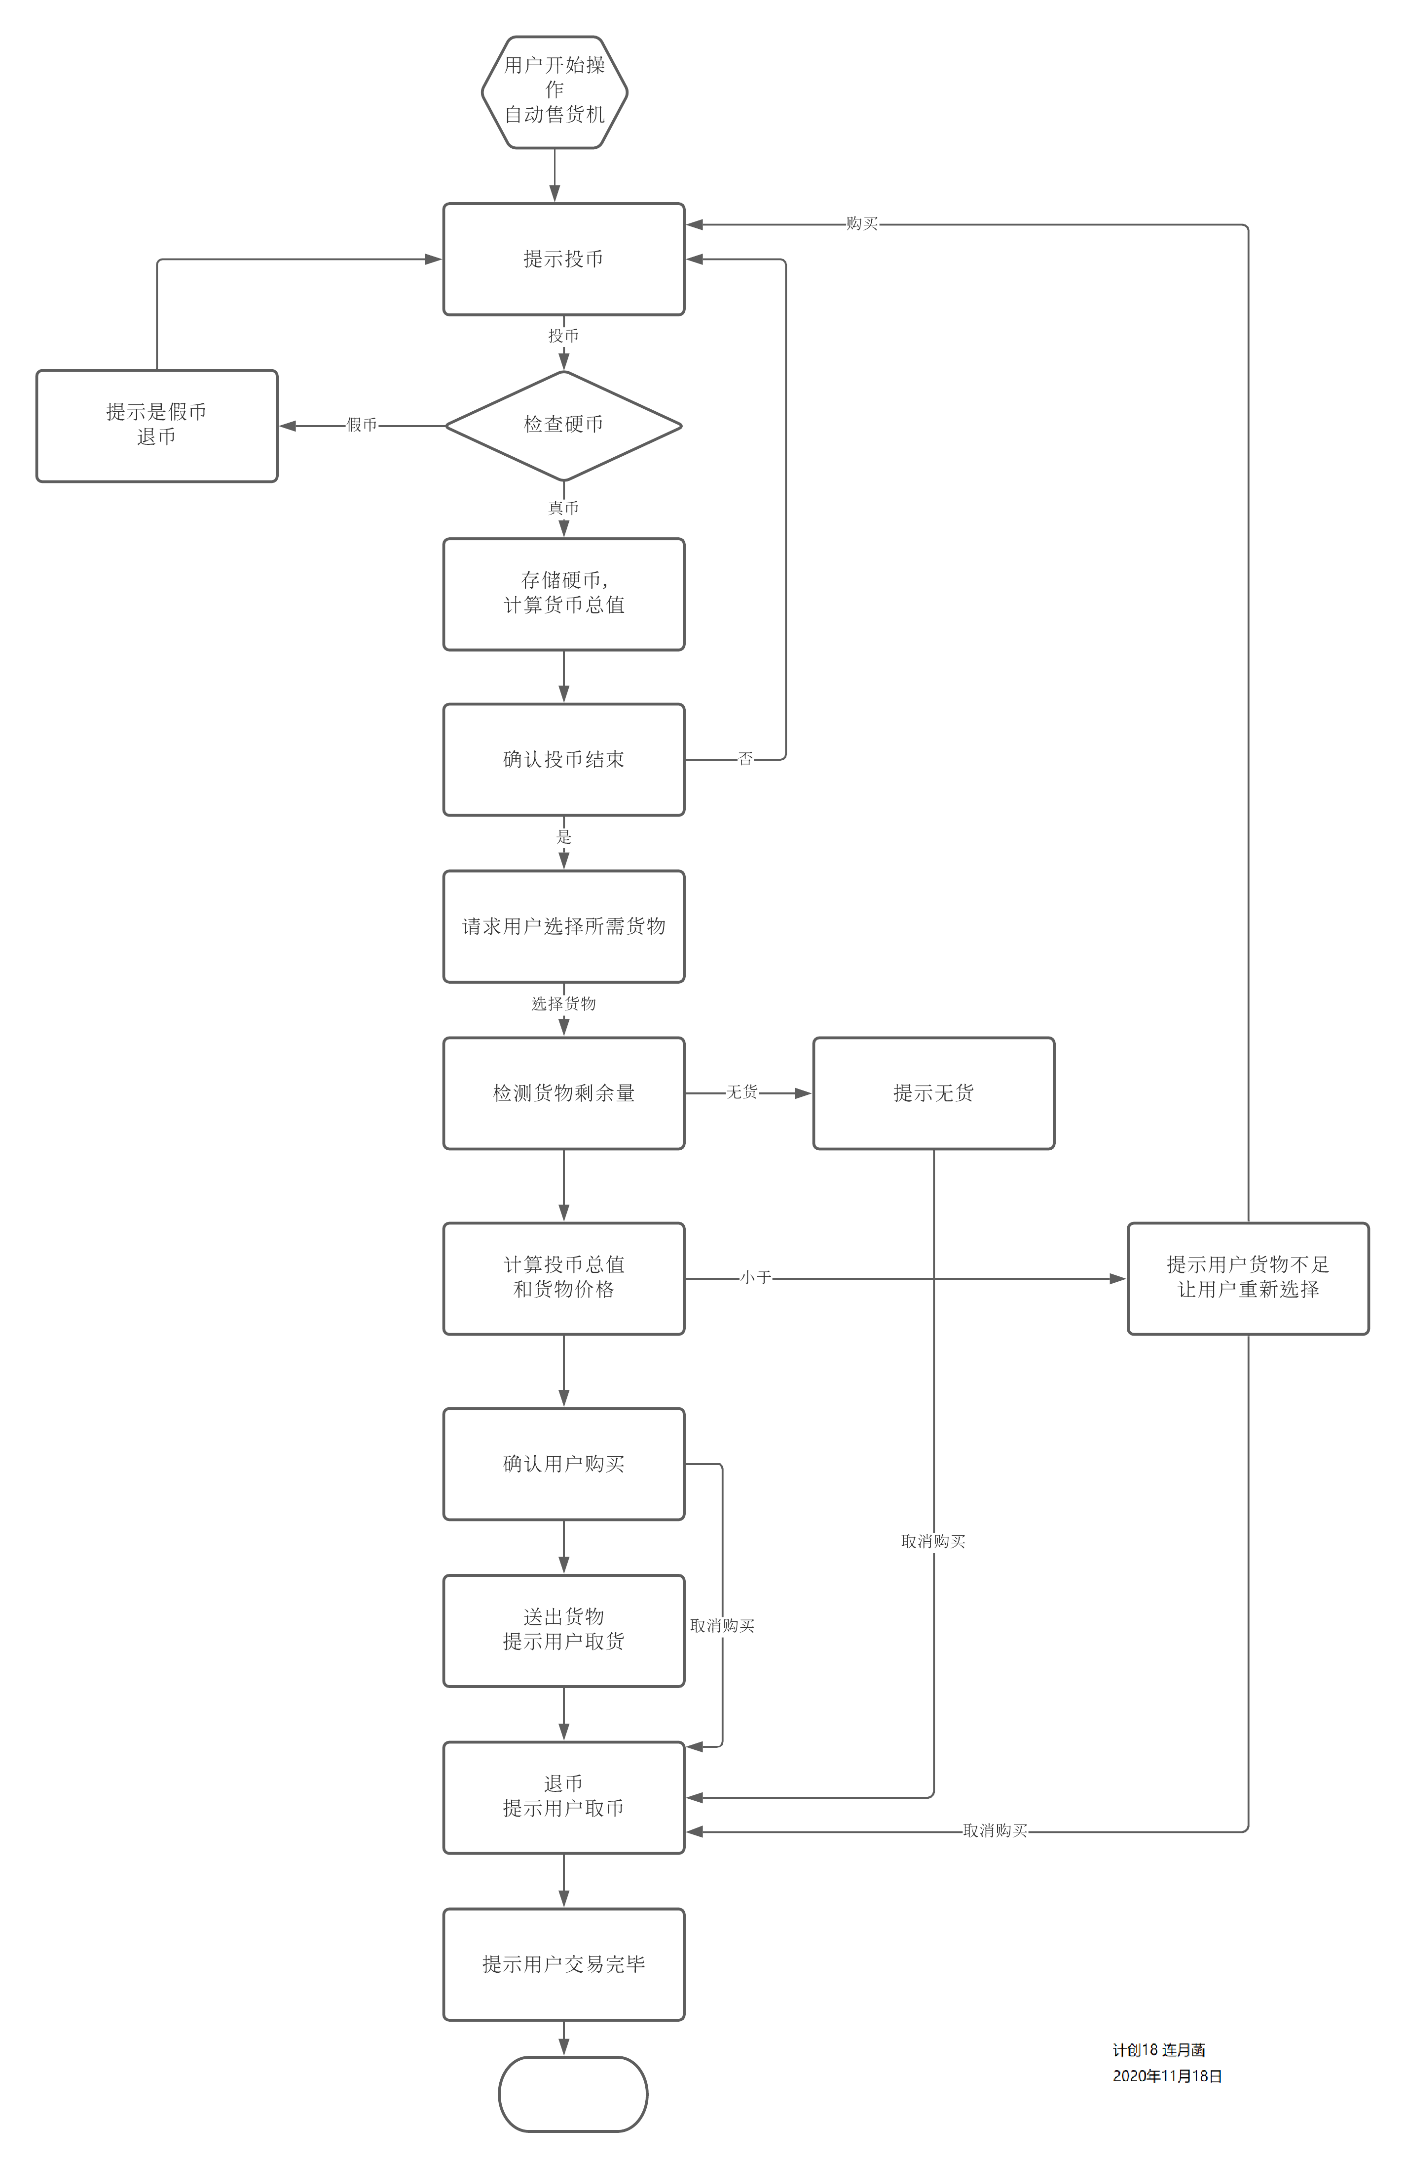 用户开始操
作
自动售货机
购买
提示投币
投币
提示是假币
退币
假币
检查硬币
真币
存储硬币,
计算货币总值
确认投币结束
否
是
请求用户选择所需货物
选择货物
检测货物剩余量
无货
提示无货
计算投币总值
和货物价格
小于
提示用户货物不足
让用户重新选择
确认用户购买
取消购买
送出货物
提示用户取货
取消购买
退币
提示用户取币
取消购买
提示用户交易完毕
计创18 连月菡
2020年11月18日